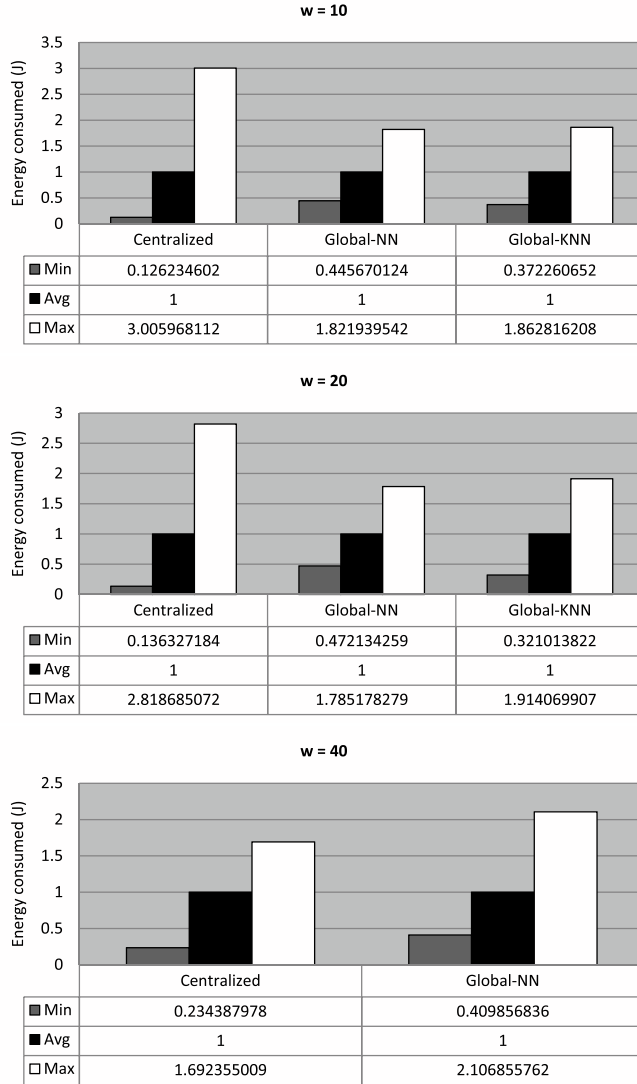 w = 10
Energy consumed (J)
3.5
3
2.5
2
1.5
1
0.5
0
Centralized Global-NN Global-KNN
Min 0.126234602 0.445670124 0.372260652
Avg 1 1 1
Max 3.005968112 1.821939542 1.862816208
w = 20
Energy consumed (J)
3
2.5
2
1.5
1
0.5
0
Centralized Global-NN Global-KNN
Min 0.136327184 0.472134259 0.321013822
Avg 1 1 1
Max 2.818685072 1.785178279 1.914069907
w = 40
Energy consumed (J)
2.5
2
1.5
1
0.5
0
Centralized Global-NN
Min 0.234387978 0.409856836
Avg 1 1
Max 1.692355009 2.106855762